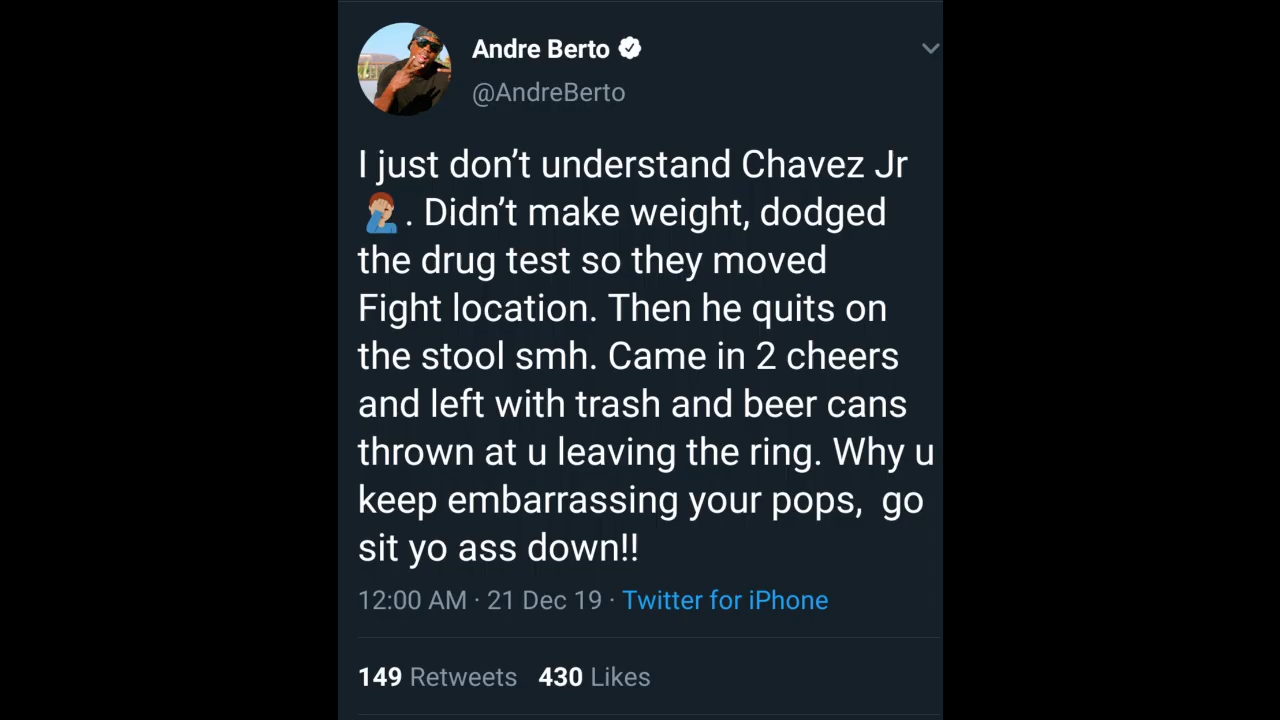 Andre Berto
@AndreBerto
I just don’t understand Chavez Jr
🤦🏽‍♂️. Didn’t make weight, dodged
the drug test so they moved
Fight location. Then he quits on
the stool smh. Came in 2 cheers
and left with trash and beer cans
thrown at u leaving the ring. Why u
keep embarrassing your pops,  go
sit yo ass down!!
12:00 AM · 21 Dec 19 · Twitter for iPhone
149 Retweets 430 Likes